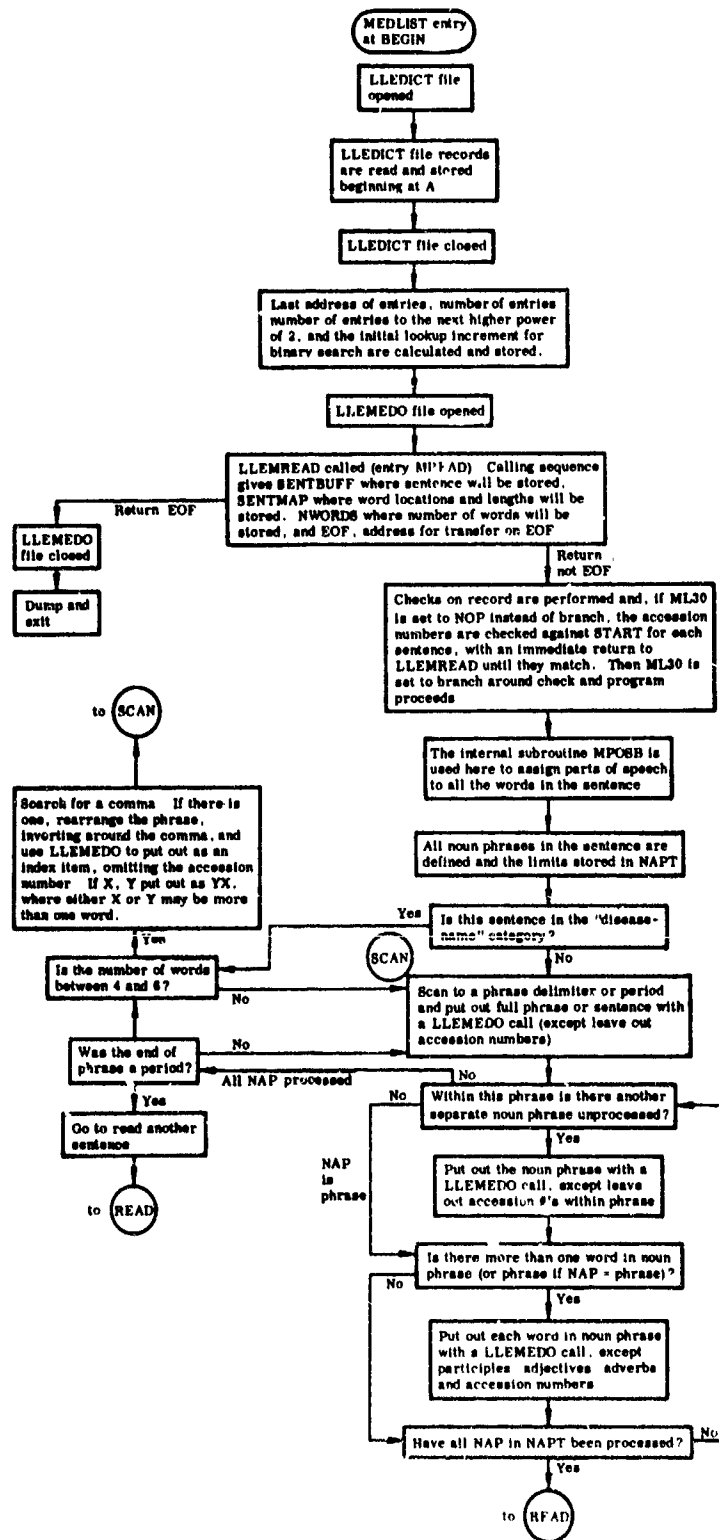 MEDLIST entry
at BEGIN
LLEDICT file
opened
LLEDICT file records
are read and stored
beginning at A
LLEDICT file closed
Last address of entries, number of entries
number of entries to the next higher power
of 2, and the initial lookup increment for
binary search are calculated and stored.
LLEMEDO file opened
LLEMREAD called (entry MPREAD) Calling sequence
gives SENTBUFF where sentence will be stored,
SENTMAP where word locations and lengths will be
stored. NWORDS where number of words will be
stored, and EOF, address for transfer on EOF
Return EOF
LLEMEDO
file closed
Dump and
exit
Return
not EOF
Checks on record are performed and, if ML30
is set to NOP instead of branch, the accession
numbers are checked against START for each
sentence, with an immediate return to
LLEMREAD until they match. Then ML30 is
set to branch around check and program
proceeds
The internal subroutine MPOSB is
used here to assign parts of speech
to all the words in the sentence
All noun phrases in the sentence are
defined and the limits stored in NAPT
Is this sentence in the "disease-
name" category?
Yes
No
to SCAN
Search for a comma If there is
one, rearrange the phrase,
inverting around the comma, and
use LLEMEDO to put out as an
index item, omitting the accession
number If X, Y put out as YX,
where either X or Y may be more
than one word.
Yes
Is the number of words
between 4 and 6?
No
SCAN
Scan to a phrase delimiter or period
and put out full phrase or sentence with
a LLEMEDO call (except leave out
accession numbers)
Was the end of
phrase a period?
No
All NAP processed
No
Yes
Go to read another
sentence
to READ
Within this phrase is there another
separate noun phrase unprocessed?
No
Yes
NAP
is
phrase
Put out the noun phrase with a
LLEMEDO call, except leave
out accession #'s within phrase
Is there more than one word in noun
phrase (or phrase if NAP = phrase)?
No
Yes
Put out each word in noun phrase
with a LLEMEDO call, except
participles adjectives adverbs
and accession numbers
Have all NAP in NAPT been processed?
No
Yes
to READ